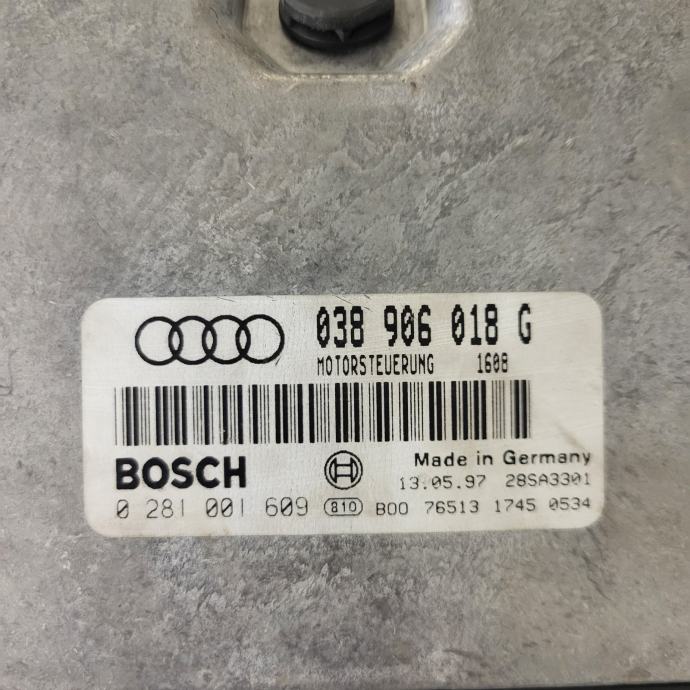 038 906 018 G
MOTORSTEUERUNG 1608
BOSCH
Made in Germany
13.05.97 28SA3301
0 281 001 609 810 B00 76513 1745 0534